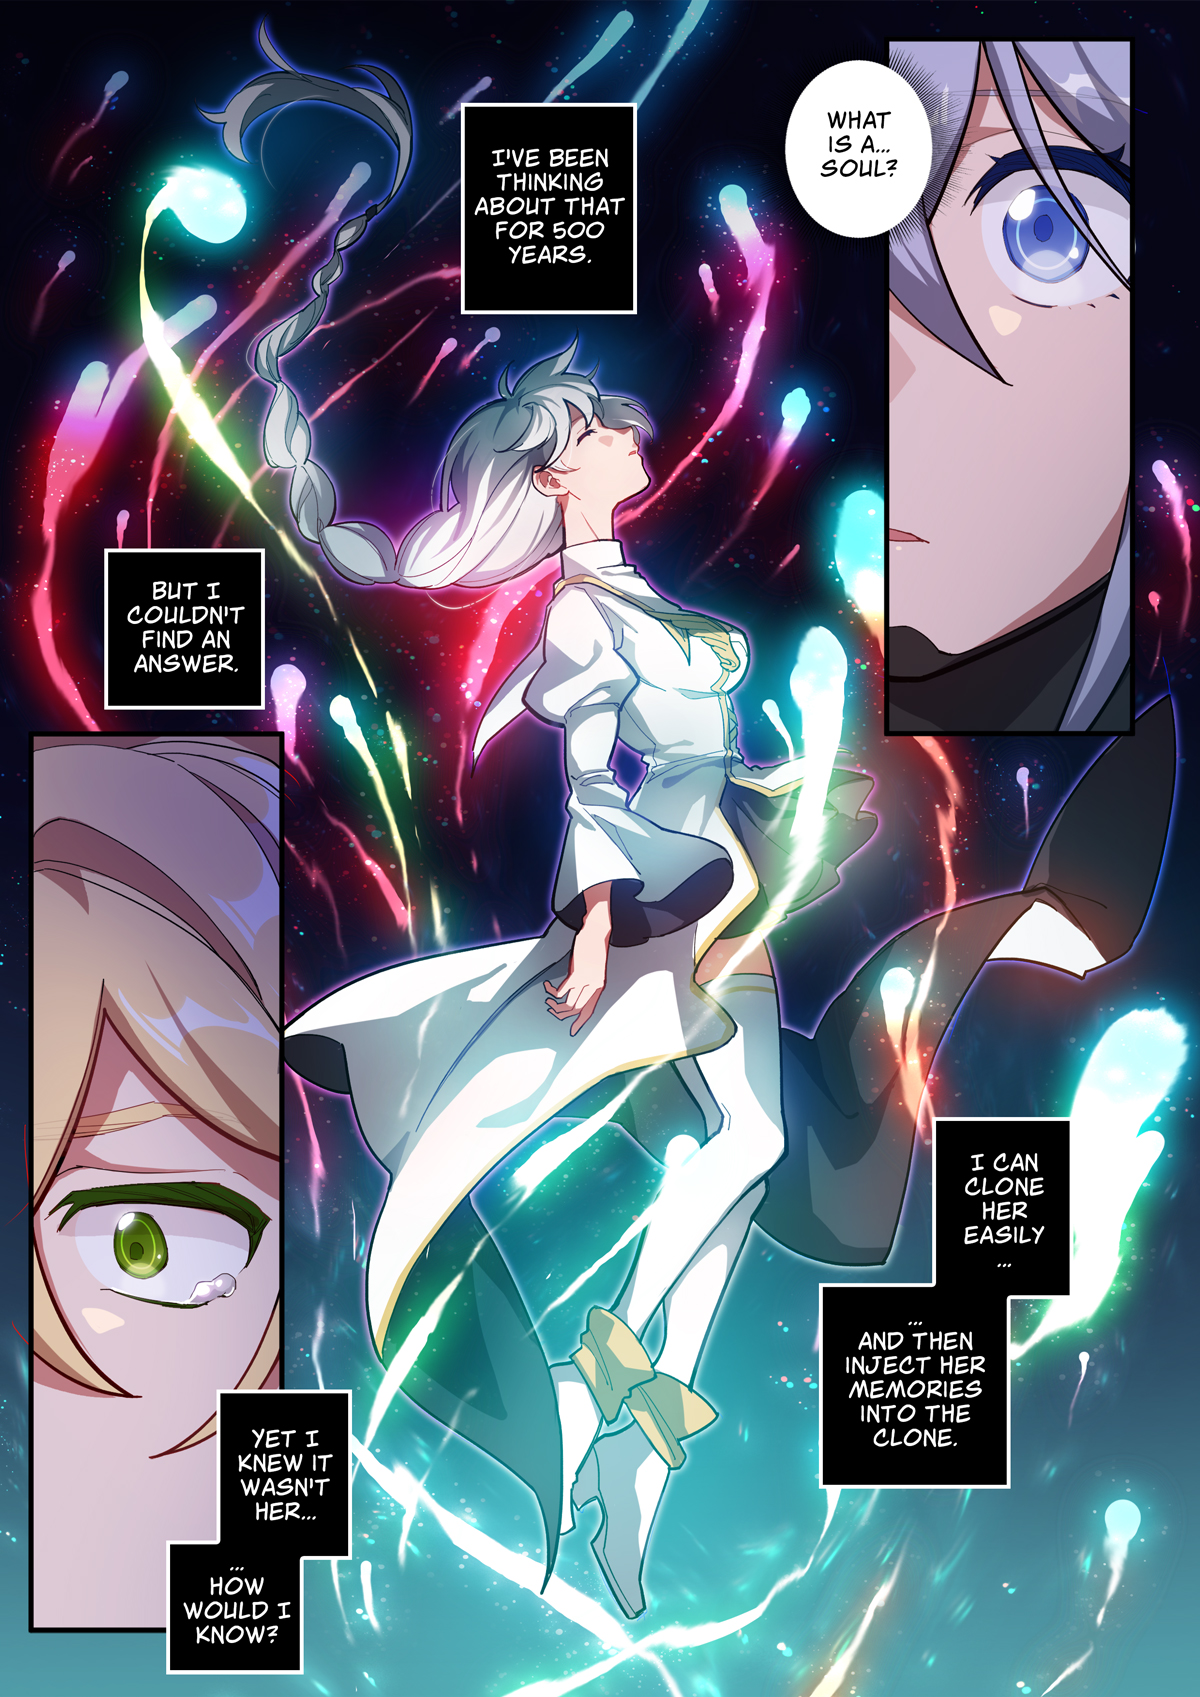 WHAT
IS A...
SOUL?
I'VE BEEN
THINKING
ABOUT THAT
FOR 500
YEARS.
BUT I
COULDN'T
FIND AN
ANSWER.
I CAN
CLONE
HER
EASILY
...
...
AND THEN
INJECT HER
MEMORIES
INTO THE
CLONE.
YET I
KNEW IT
WASN'T
HER...
...
HOW
WOULD I
KNOW?